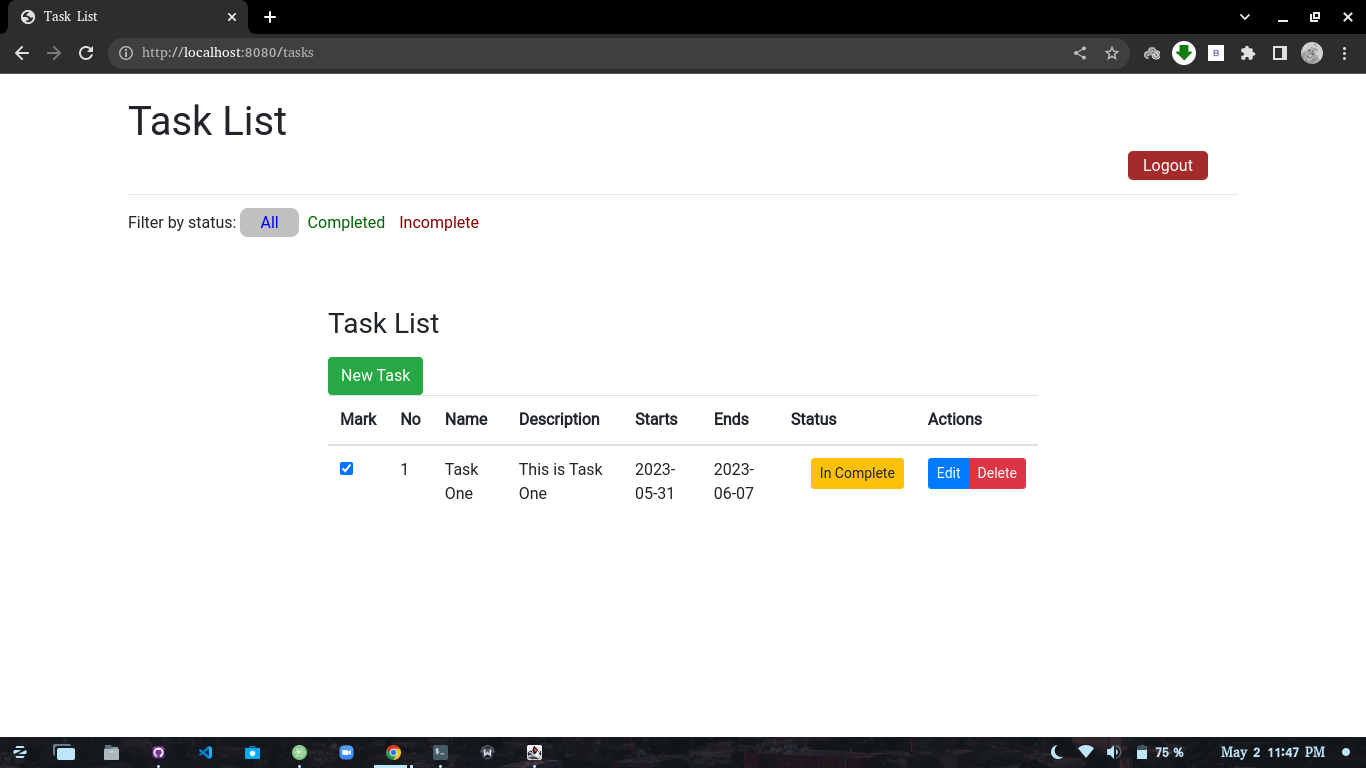 Task List
http://localhost:8080/tasks
B
Task List
Logout
Filter by status: All Completed Incomplete
Task List
New Task
Mark No Name Description Starts Ends Status Actions
1 Task This is Task 2023- 2023- In Complete Edit Delete
One One 05-31 06-07
75 % May 2 11:47 PM